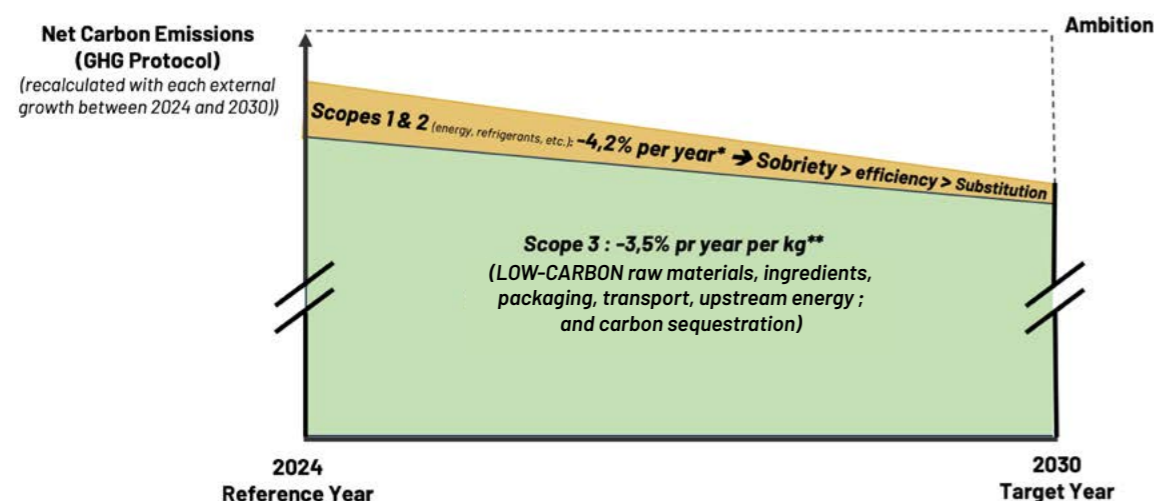 Net Carbon Emissions
(GHG Protocol)
(recalculated with each external
growth between 2024 and 2030))
Ambition
Scopes 1 & 2 (energy, refrigerants, etc.): -4,2% per year* ➔ Sobriety > efficiency > Substitution
Scope 3 : -3,5% pr year per kg**
(LOW-CARBON raw materials, ingredients,
packaging, transport, upstream energy ;
and carbon sequestration)
2024
Reference Year
2030
Target Year